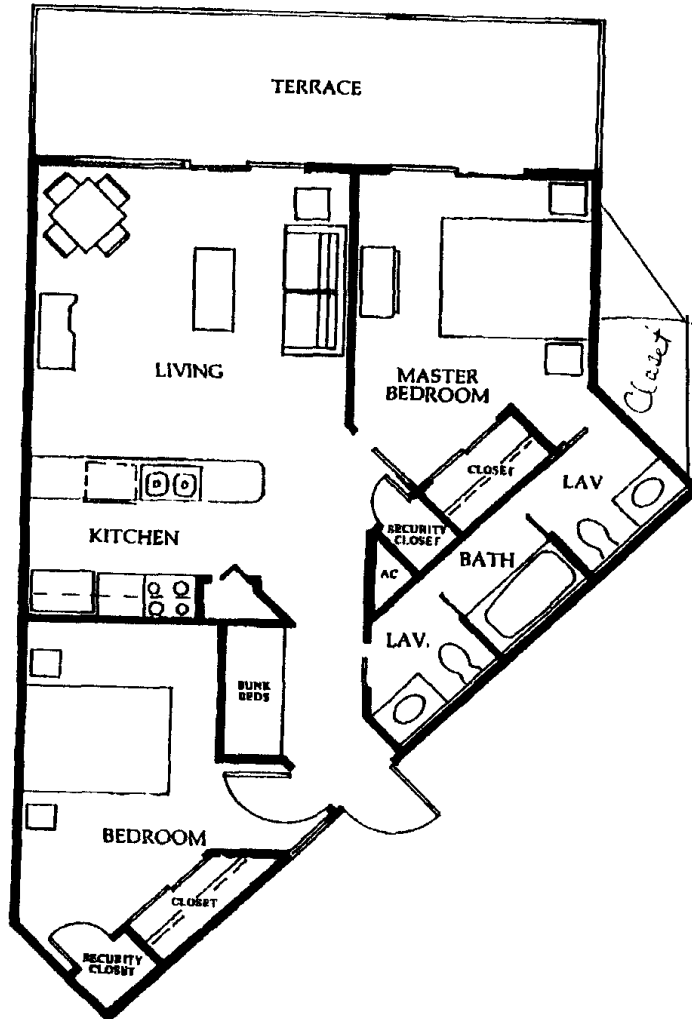 TERRACE
LIVING
MASTER
BEDROOM
Closet
CLOSET
LAV
SECURITY
CLOSET
KITCHEN
BATH
AC
LAV.
BUNK
BEDS
BEDROOM
CLOSET
SECURITY
CLOSET